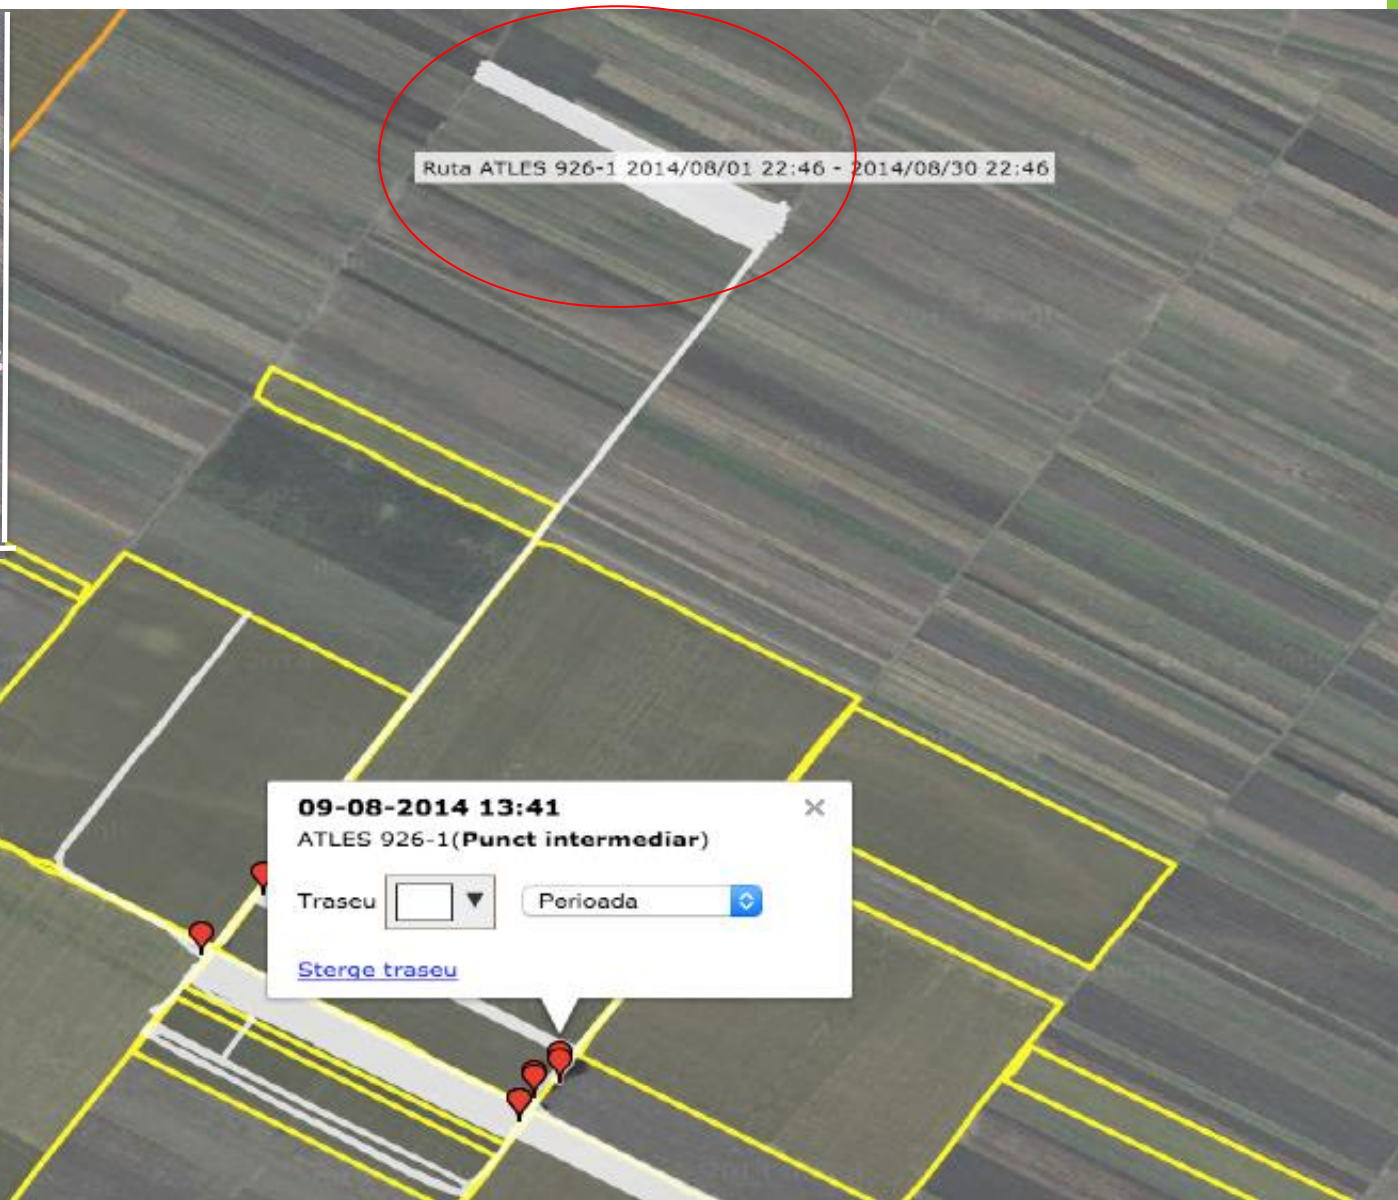 Ruta ATLES 926-1 2014/08/01 22:46 - 2014/08/30 22:46
09-08-2014 13:41
ATLES 926-1(Punct intermediar)
Traseu
Perioada
Sterge traseu